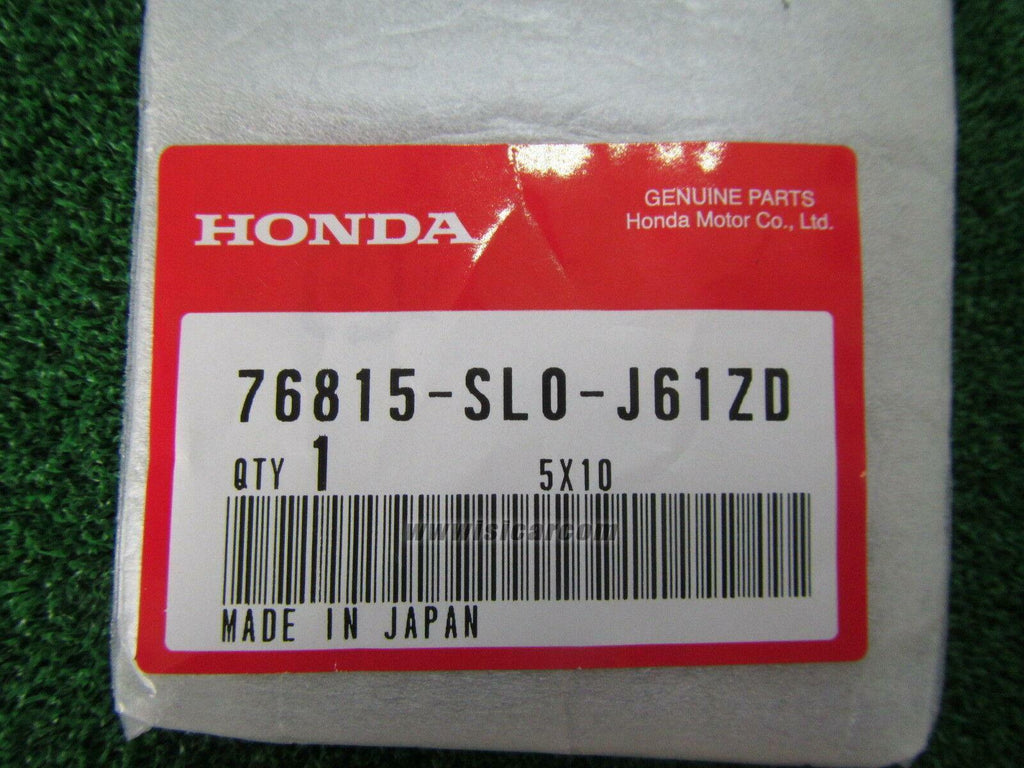 HONDA
GENUINE PARTS
Honda Motor Co., Ltd.
76815-SL0-J61ZD
QTY 1 5X10
www.isicar.com
MADE IN JAPAN